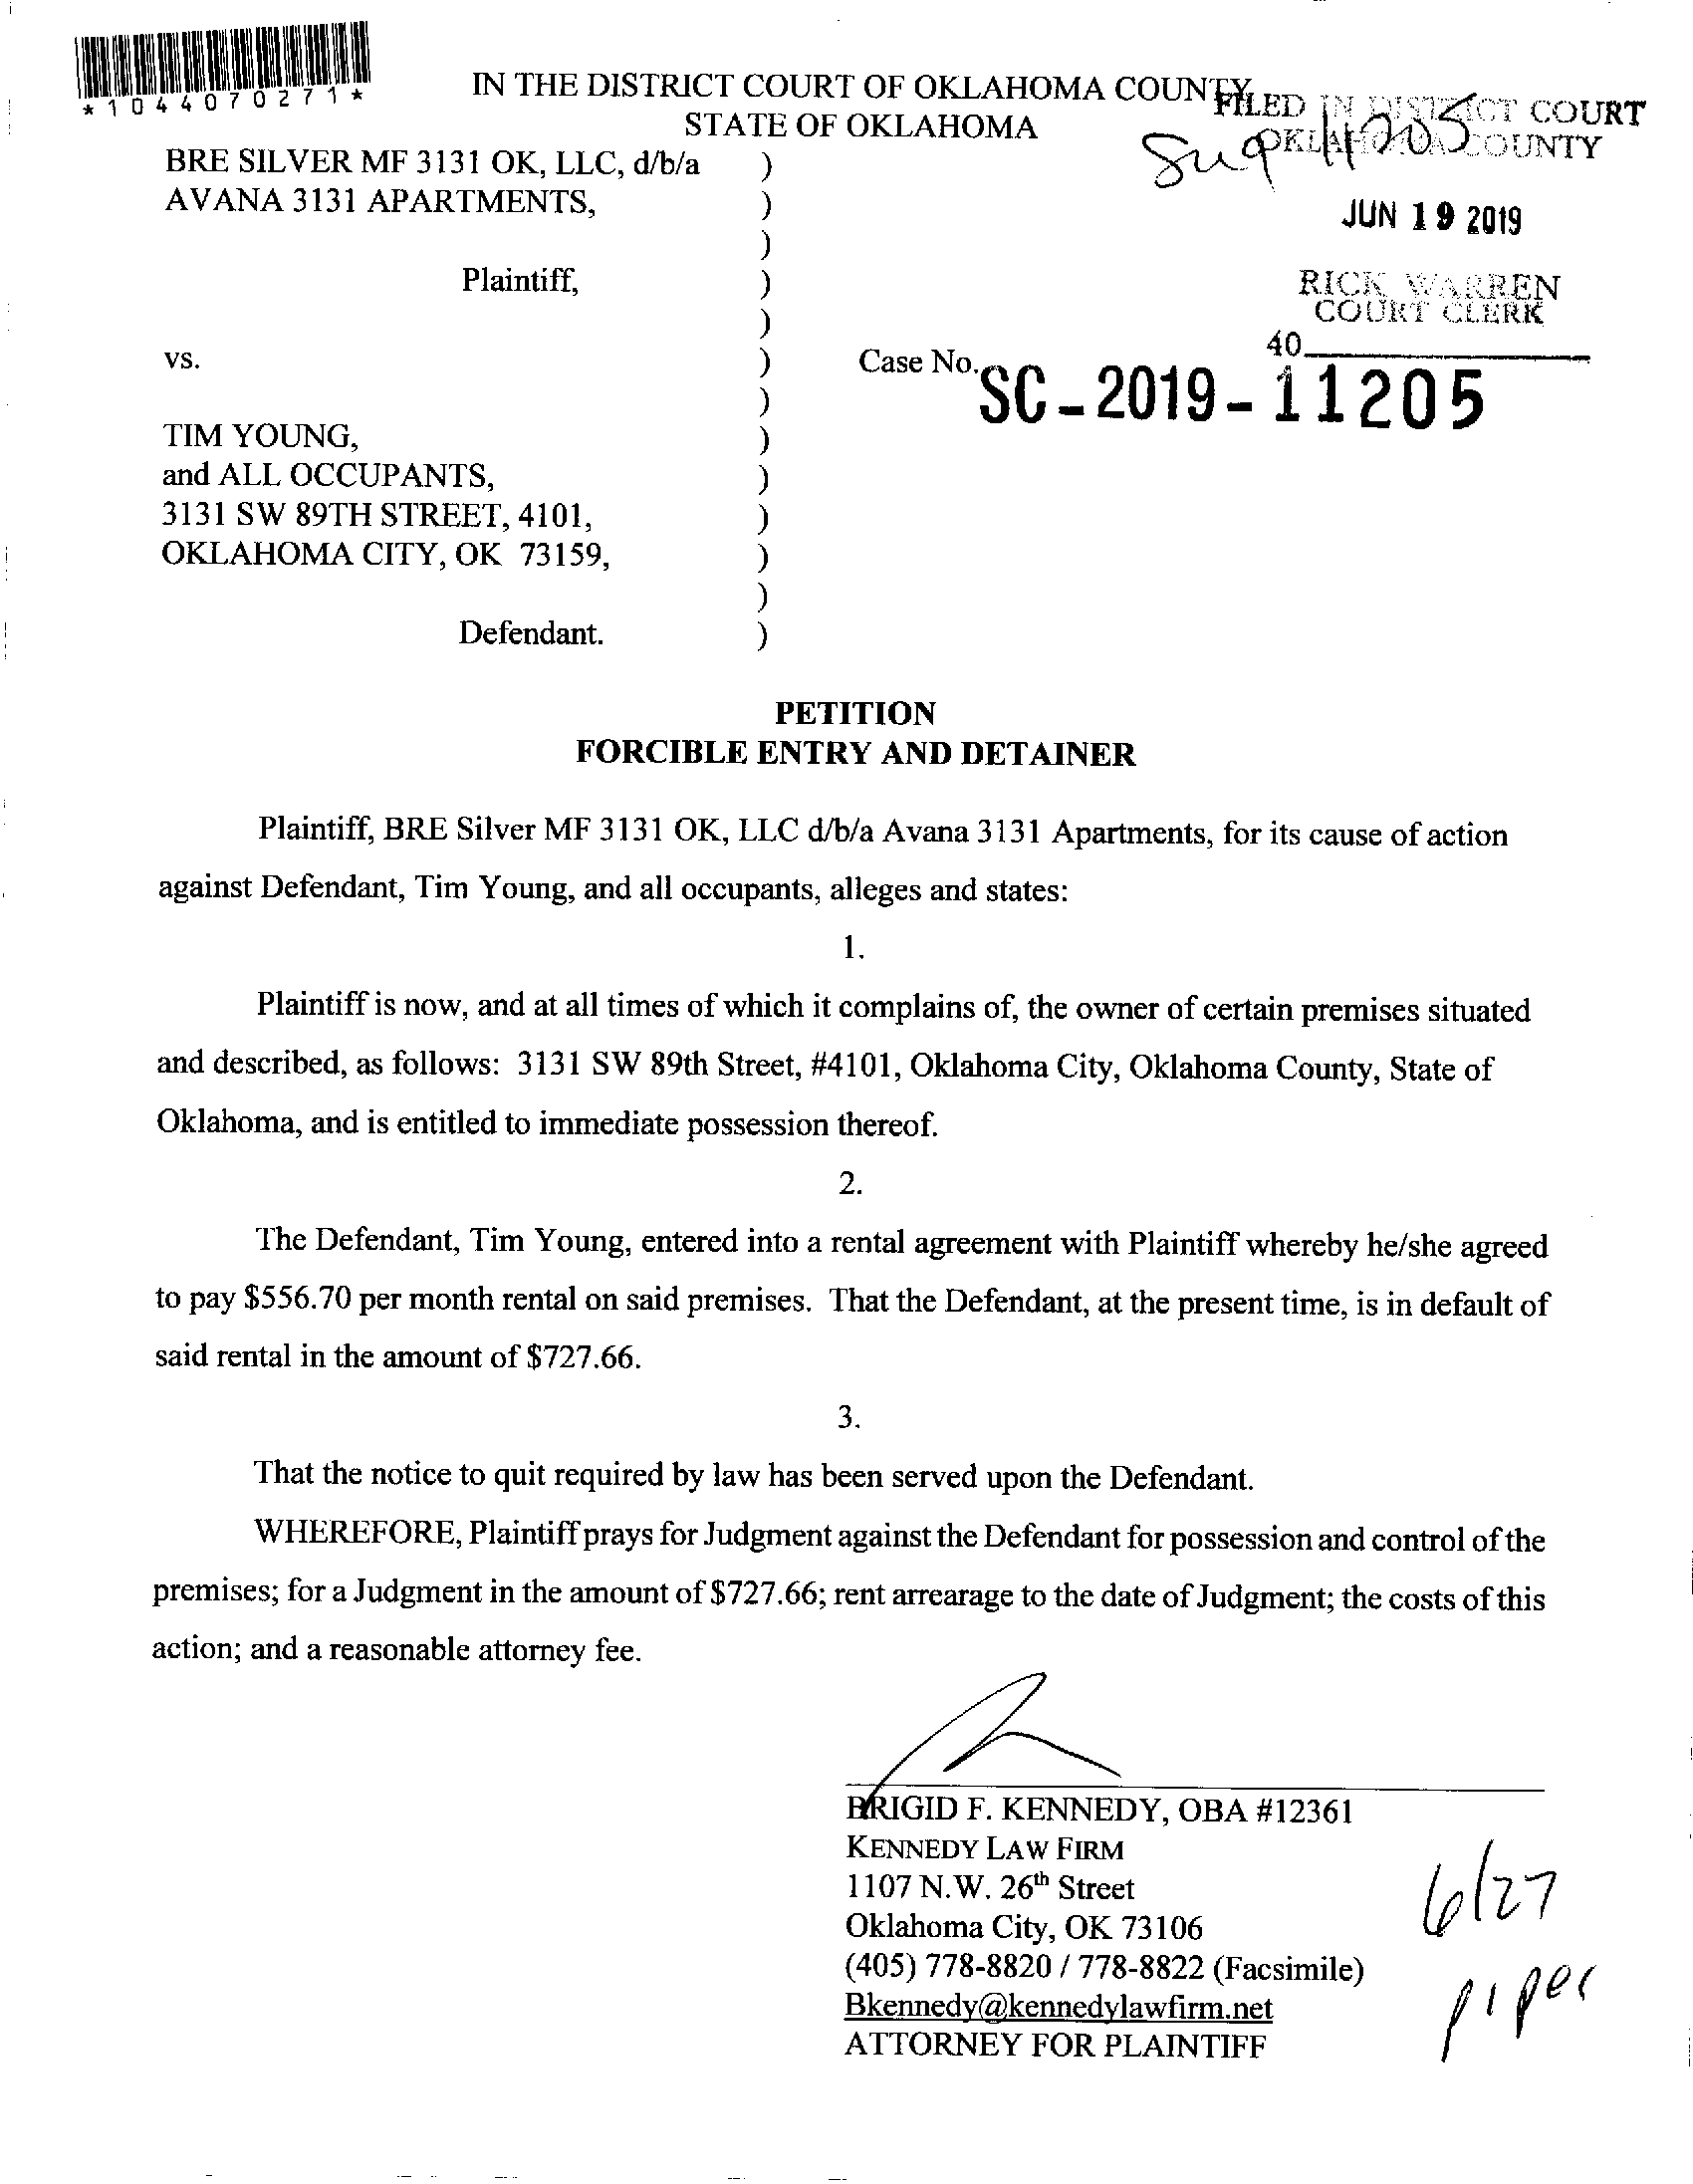 *1044070271*
IN THE DISTRICT COURT OF OKLAHOMA COUNTY
STATE OF OKLAHOMA
FILED IN DISTRICT COURT
OKLAHOMA COUNTY
JUN 19 2019
RICK WARREN
COURT CLERK
40
BRE SILVER MF 3131 OK, LLC, d/b/a )
AVANA 3131 APARTMENTS, )
)
Plaintiff, )
)
vs. ) Case No. SC-2019-11205
)
TIM YOUNG, )
and ALL OCCUPANTS, )
3131 SW 89TH STREET, 4101, )
OKLAHOMA CITY, OK 73159, )
)
Defendant. )
PETITION
FORCIBLE ENTRY AND DETAINER
Plaintiff, BRE Silver MF 3131 OK, LLC d/b/a Avana 3131 Apartments, for its cause of action
against Defendant, Tim Young, and all occupants, alleges and states:
1.
Plaintiff is now, and at all times of which it complains of, the owner of certain premises situated
and described, as follows: 3131 SW 89th Street, #4101, Oklahoma City, Oklahoma County, State of
Oklahoma, and is entitled to immediate possession thereof.
2.
The Defendant, Tim Young, entered into a rental agreement with Plaintiff whereby he/she agreed
to pay $556.70 per month rental on said premises. That the Defendant, at the present time, is in default of
said rental in the amount of $727.66.
3.
That the notice to quit required by law has been served upon the Defendant.
WHEREFORE, Plaintiff prays for Judgment against the Defendant for possession and control of the
premises; for a Judgment in the amount of $727.66; rent arrearage to the date of Judgment; the costs of this
action; and a reasonable attorney fee.
BRIGID F. KENNEDY, OBA #12361
KENNEDY LAW FIRM
1107 N.W. 26th Street
Oklahoma City, OK 73106
(405) 778-8820 / 778-8822 (Facsimile)
Bkennedy@kennedylawfirm.net
ATTORNEY FOR PLAINTIFF
6/27
piper